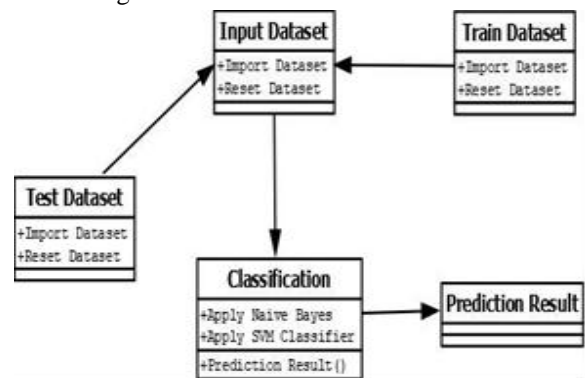 Input Dataset
+Import Dataset
+Reset Dataset
Train Dataset
+Import Dataset
+Reset Dataset
Test Dataset
+Import Dataset
+Reset Dataset
Classification
+Apply Naive Bayes
+Apply SVM Classifier
+Prediction Result()
Prediction Result